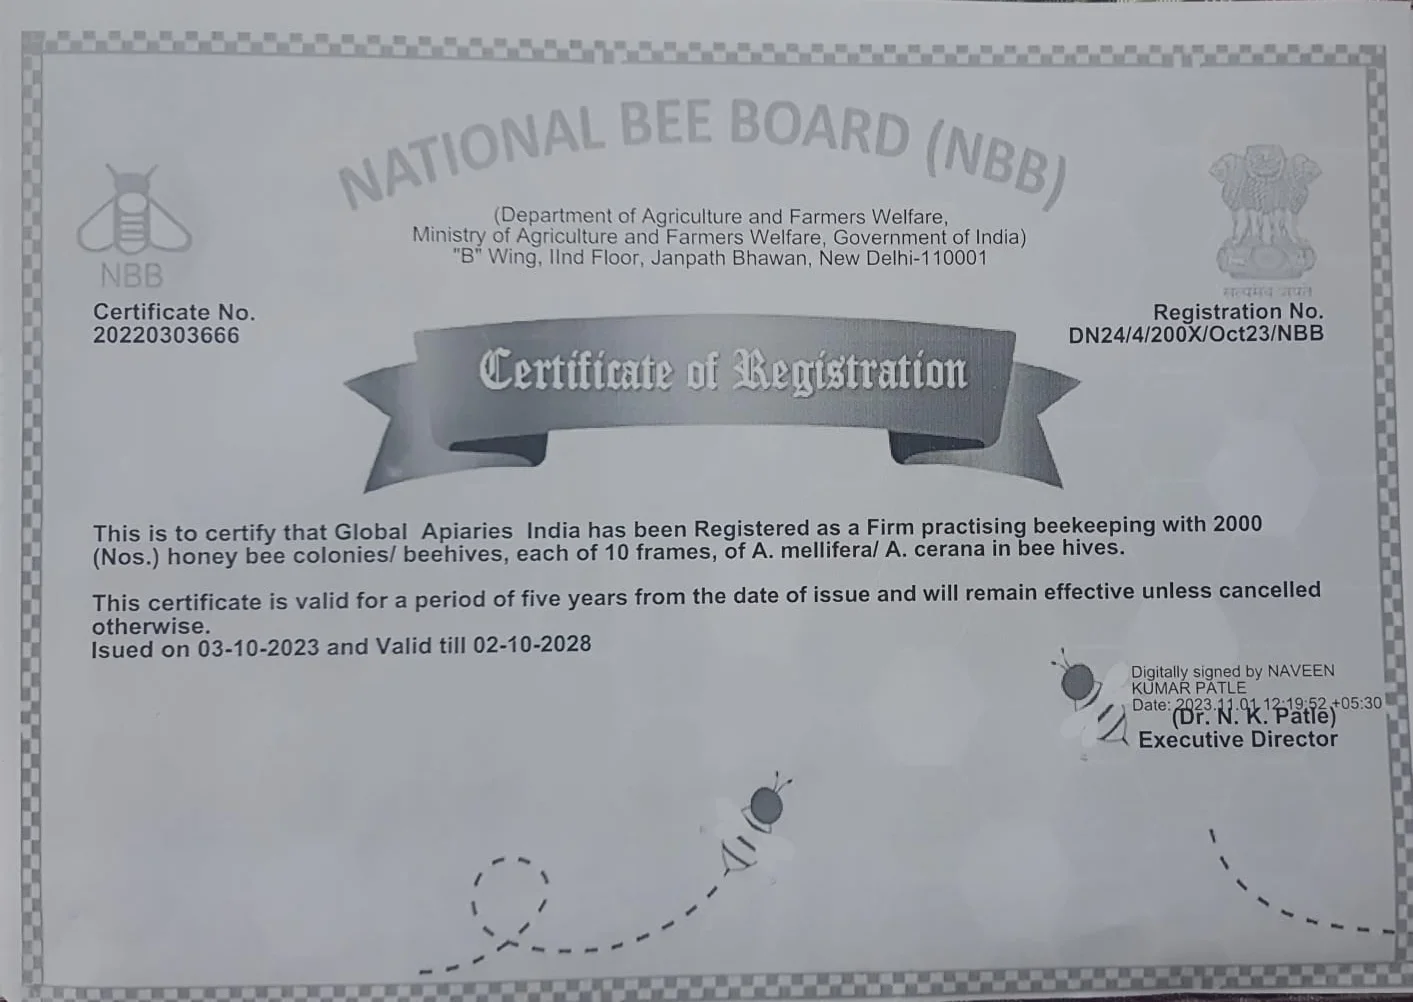 NATIONAL BEE BOARD (NBB)
(Department of Agriculture and Farmers Welfare,
Ministry of Agriculture and Farmers Welfare, Government of India)
"B" Wing, IInd Floor, Janpath Bhawan, New Delhi-110001
NBB
सत्यमेव जयते
Certificate No.
20220303666
Registration No.
DN24/4/200X/Oct23/NBB
Certificate of Registration
This is to certify that Global Apiaries India has been Registered as a Firm practising beekeeping with 2000
(Nos.) honey bee colonies/ beehives, each of 10 frames, of A. mellifera/ A. cerana in bee hives.
This certificate is valid for a period of five years from the date of issue and will remain effective unless cancelled
otherwise.
Isued on 03-10-2023 and Valid till 02-10-2028
Digitally signed by NAVEEN
KUMAR PATLE
Date: 2023.11.01 12:19:52 +05:30
(Dr. N. K. Patle)
Executive Director